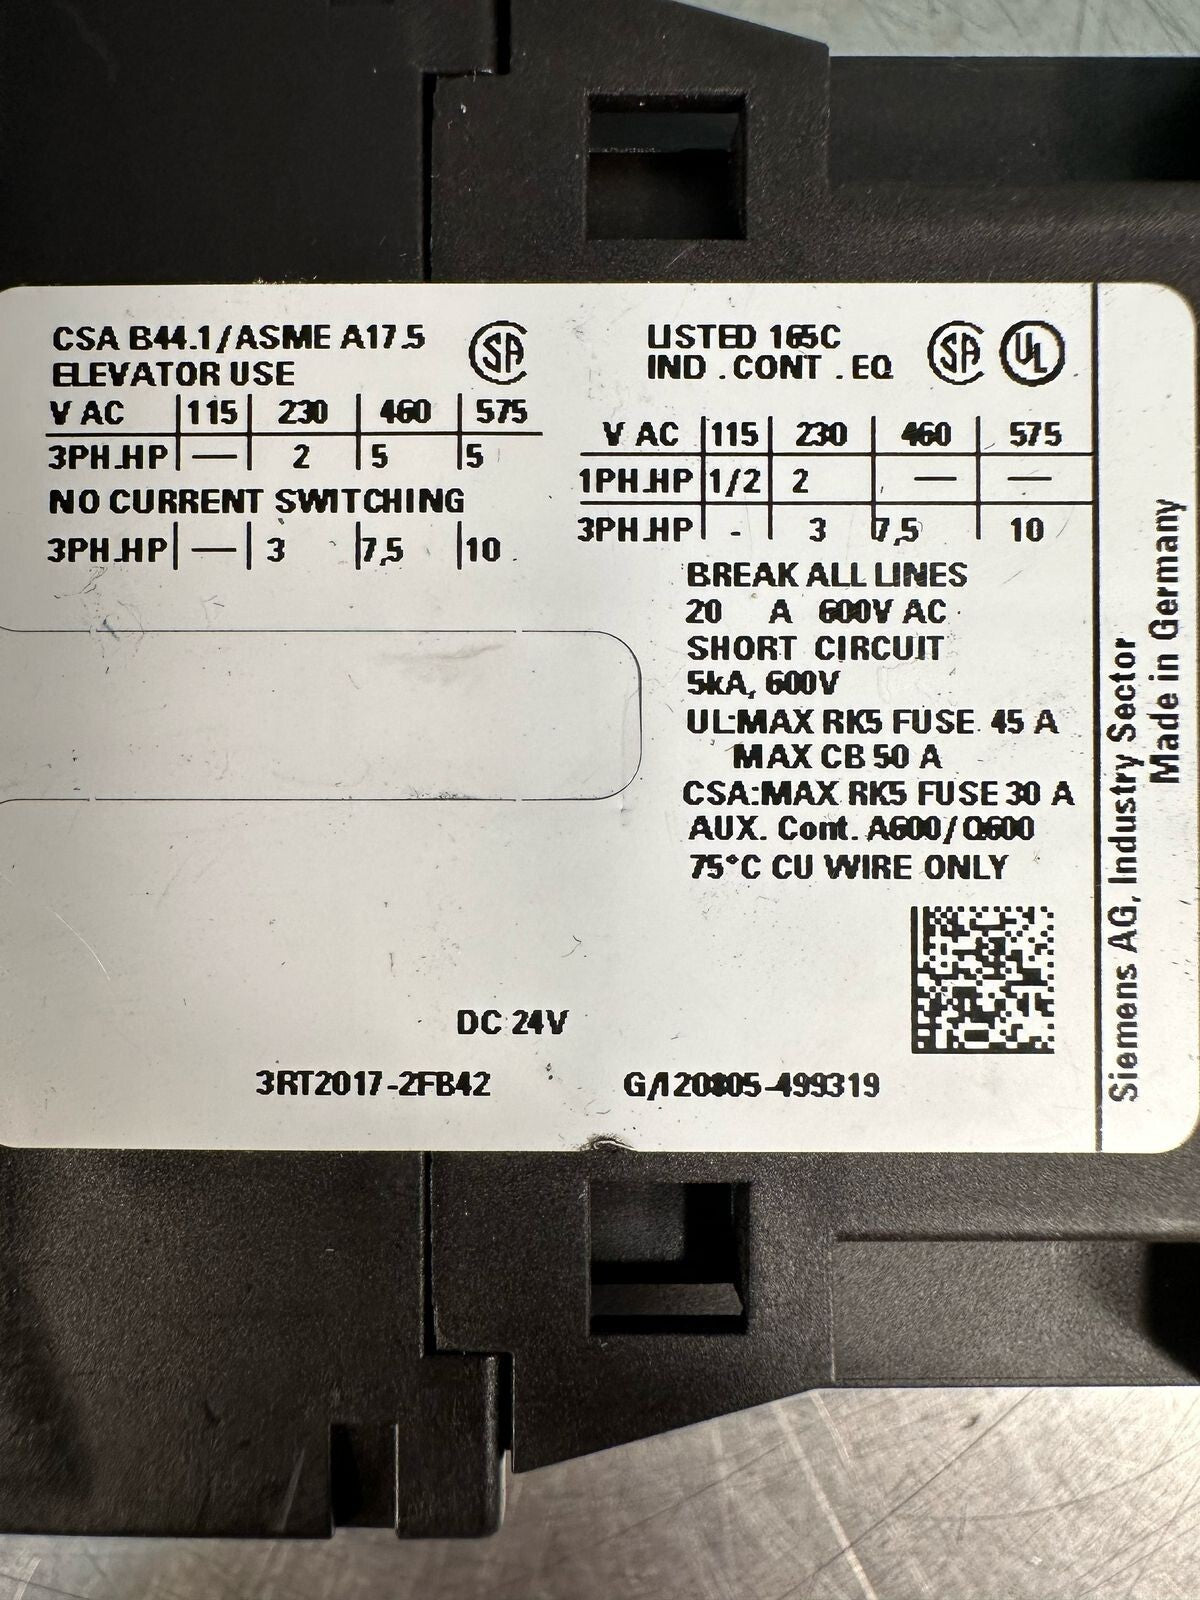 CSA B44.1/ASME A17.5
ELEVATOR USE
SA
V AC 115 230 460 575
3PH.HP — 2 5 5
NO CURRENT SWITCHING
3PH.HP — 3 7,5 10
LISTED 165C
IND . CONT . EQ
SA UL
V AC 115 230 460 575
1PH.HP 1/2 2 — —
3PH.HP - 3 7,5 10
BREAK ALL LINES
20 A 600V AC
SHORT CIRCUIT
5kA, 600V
UL:MAX RK5 FUSE 45 A
MAX CB 50 A
CSA:MAX RK5 FUSE 30 A
AUX. Cont. A600/Q600
75°C CU WIRE ONLY
DC 24V
3RT2017-2FB42
Siemens AG, Industry Sector
Made in Germany